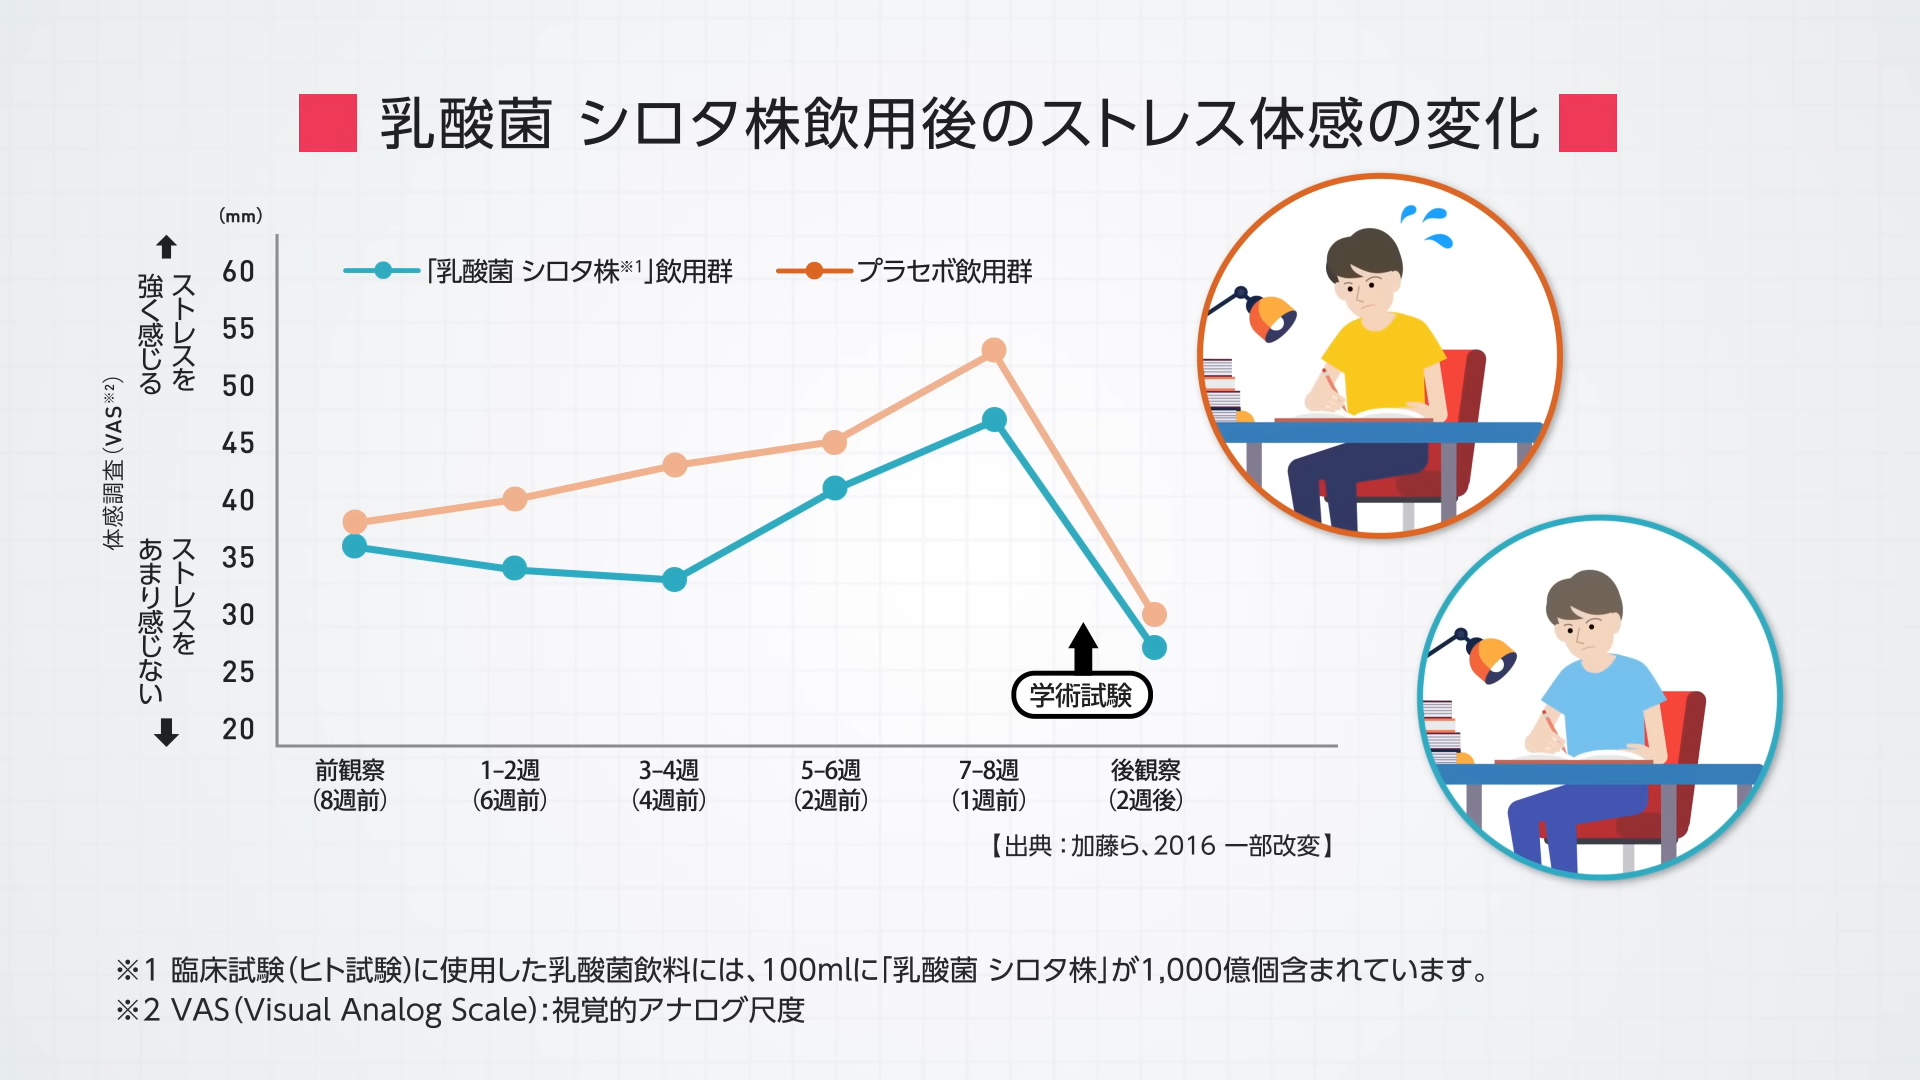 乳酸菌 シロタ株飲用後のストレス体感の変化
(mm)
「乳酸菌 シロタ株※1」飲用群
プラセボ飲用群
ストレスを
強く感じる
体感調査(VAS※2)
ストレスを
あまり感じない
60
55
50
45
40
35
30
25
20
学術試験
前観察
(8週前)
1–2週
(6週前)
3–4週
(4週前)
5–6週
(2週前)
7–8週
(1週前)
後観察
(2週後)
【出典：加藤ら、2016 一部改変】
※1 臨床試験(ヒト試験)に使用した乳酸菌飲料には、100mlに「乳酸菌 シロタ株」が1,000億個含まれています。
※2 VAS(Visual Analog Scale):視覚的アナログ尺度